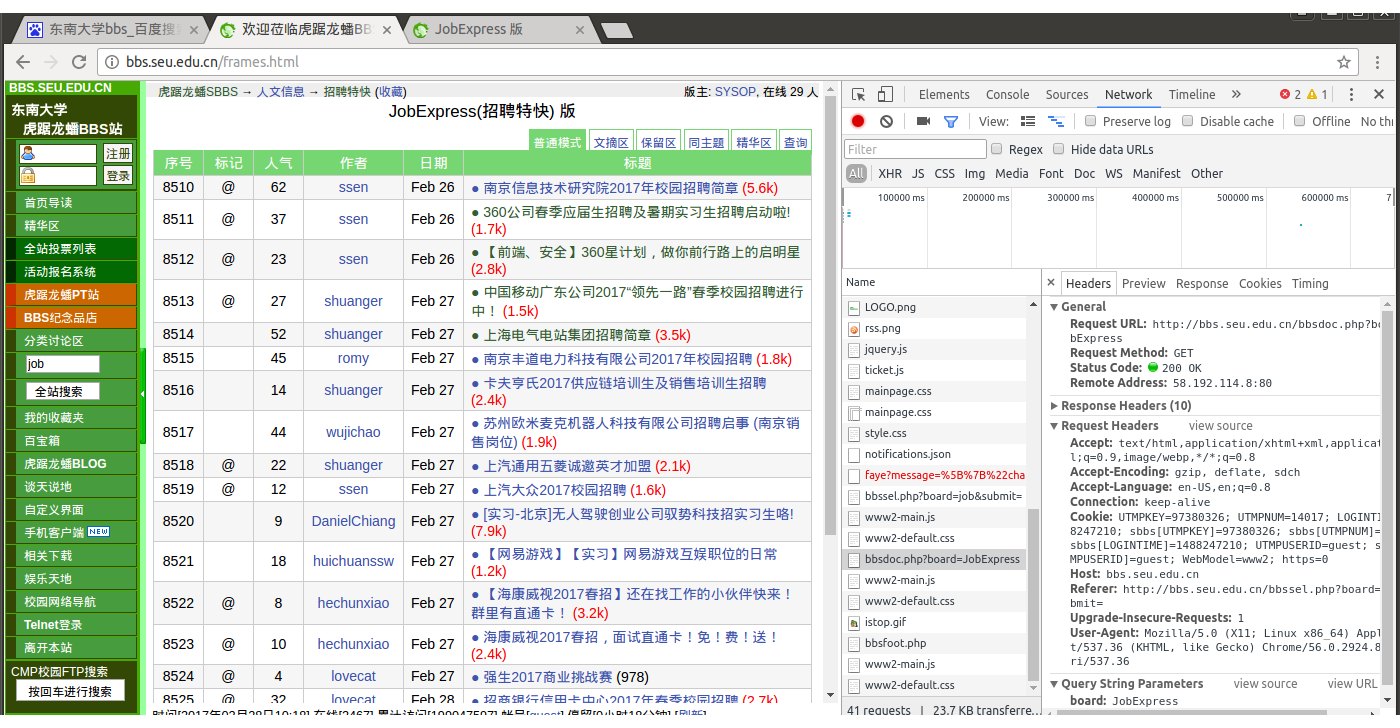 东南大学bbs_百度搜
欢迎莅临虎踞龙蟠BB
JobExpress 版
bbs.seu.edu.cn/frames.html
BBS.SEU.EDU.CN
东南大学
虎踞龙蟠BBS站
注册
登录
首页导读
精华区
全站投票列表
活动报名系统
虎踞龙蟠PT站
BBS纪念品店
分类讨论区
job
全站搜索
我的收藏夹
百宝箱
虎踞龙蟠BLOG
谈天说地
自定义界面
手机客户端 NEW
相关下载
娱乐天地
校园网络导航
Telnet登录
离开本站
CMP校园FTP搜索
按回车进行搜索
虎踞龙蟠SBBS → 人文信息 → 招聘特快 (收藏) 版主: SYSOP, 在线 29 人
JobExpress(招聘特快) 版
普通模式 文摘区 保留区 同主题 精华区 查询
序号 标记 人气 作者 日期 标题
8510 @ 62 ssen Feb 26 ● 南京信息技术研究院2017年校园招聘简章 (5.6k)
8511 @ 37 ssen Feb 26 ● 360公司春季应届生招聘及暑期实习生招聘启动啦!
(1.7k)
8512 @ 23 ssen Feb 26 ● 【前端、安全】360星计划，做你前行路上的启明星
(2.8k)
8513 @ 27 shuanger Feb 27 ● 中国移动广东公司2017“领先一路”春季校园招聘进行
中！ (1.5k)
8514 52 shuanger Feb 27 ● 上海电气电站集团招聘简章 (3.5k)
8515 45 romy Feb 27 ● 南京丰道电力科技有限公司2017年校园招聘 (1.8k)
8516 14 shuanger Feb 27 ● 卡夫亨氏2017供应链培训生及销售培训生招聘
(2.4k)
8517 44 wujichao Feb 27 ● 苏州欧米麦克机器人科技有限公司招聘启事 (南京销
售岗位) (1.9k)
8518 @ 22 shuanger Feb 27 ● 上汽通用五菱诚邀英才加盟 (2.1k)
8519 @ 12 ssen Feb 27 ● 上汽大众2017校园招聘 (1.6k)
8520 9 DanielChiang Feb 27 ● [实习-北京]无人驾驶创业公司驭势科技招实习生咯!
(7.9k)
8521 18 huichuanssw Feb 27 ● 【网易游戏】【实习】网易游戏互娱职位的日常
(1.2k)
8522 @ 8 hechunxiao Feb 27 ● 【海康威视2017春招】还在找工作的小伙伴快来！
群里有直通卡！ (3.2k)
8523 @ 10 hechunxiao Feb 27 ● 海康威视2017春招，面试直通卡！免！费！送！
(2.4k)
8524 @ 4 lovecat Feb 27 ● 强生2017商业挑战赛 (978)
8525 @ 32 lovecat Feb 28 ● 招商银行信用卡中心2017年春季校园招聘 (2.7k)
Elements Console Sources Network Timeline » 2 1
View: Preserve log Disable cache Offline No thr
Filter Regex Hide data URLs
All XHR JS CSS Img Media Font Doc WS Manifest Other
100000 ms 200000 ms 300000 ms 400000 ms 500000 ms 600000 ms 7
Name
LOGO.png
rss.png
jquery.js
ticket.js
mainpage.css
mainpage.css
style.css
notifications.json
faye?message=%5B%7B%22cha
bbssel.php?board=job&submit=
www2-main.js
www2-default.css
bbsdoc.php?board=JobExpress
www2-main.js
www2-default.css
istop.gif
bbsfoot.php
www2-main.js
www2-default.css
41 requests | 23.7 KB transferre...
× Headers Preview Response Cookies Timing
General
Request URL: http://bbs.seu.edu.cn/bbsdoc.php?bo
bExpress
Request Method: GET
Status Code: 200 OK
Remote Address: 58.192.114.8:80
Response Headers (10)
Request Headers view source
Accept: text/html,application/xhtml+xml,applicat
l;q=0.9,image/webp,*/*;q=0.8
Accept-Encoding: gzip, deflate, sdch
Accept-Language: en-US,en;q=0.8
Connection: keep-alive
Cookie: UTMPKEY=97380326; UTMPNUM=14017; LOGINTI
8247210; sbbs[UTMPKEY]=97380326; sbbs[UTMPNUM]=
sbbs[LOGINTIME]=1488247210; UTMPUSERID=guest; s
MPUSERID]=guest; WebModel=www2; https=0
Host: bbs.seu.edu.cn
Referer: http://bbs.seu.edu.cn/bbssel.php?board=
bmit=
Upgrade-Insecure-Requests: 1
User-Agent: Mozilla/5.0 (X11; Linux x86_64) Appl
t/537.36 (KHTML, like Gecko) Chrome/56.0.2924.8
ri/537.36
Query String Parameters view source view URL
board: JobExpress